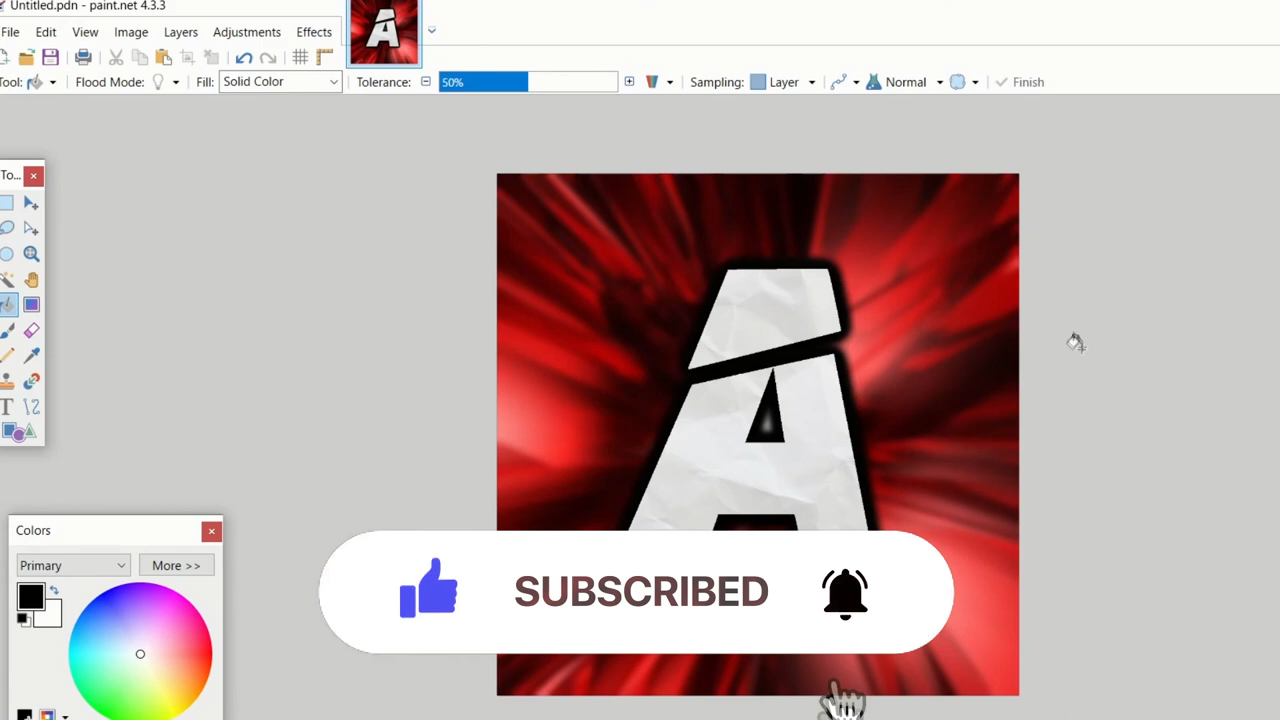 Untitled.pdn - paint.net 4.3.3
File Edit View Image Layers Adjustments Effects
Tool: Flood Mode: Fill: Solid Color Tolerance: 50% Sampling: Layer Normal Finish
To...
A
T
Colors
Primary More >>
SUBSCRIBED